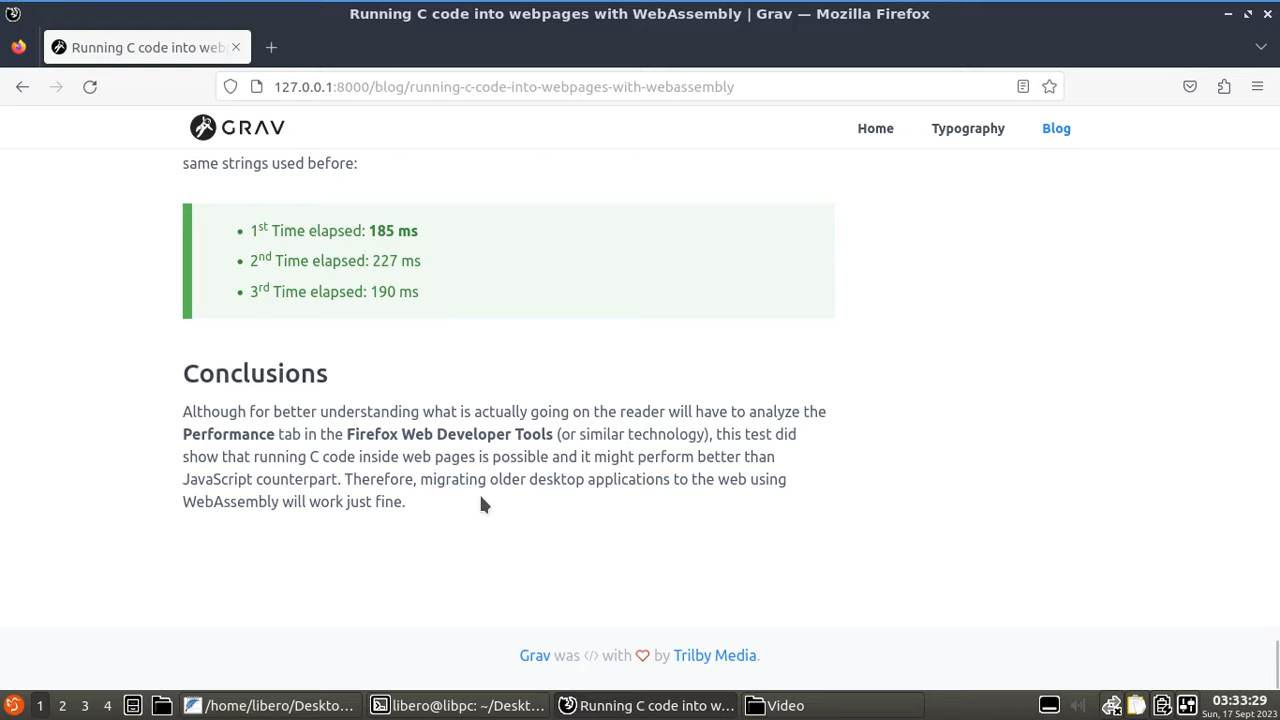 Running C code into webpages with WebAssembly | Grav — Mozilla Firefox
Running C code into web
127.0.0.1:8000/blog/running-c-code-into-webpages-with-webassembly
GRAV
Home
Typography
Blog
same strings used before:
• 1st Time elapsed: 185 ms
• 2nd Time elapsed: 227 ms
• 3rd Time elapsed: 190 ms
Conclusions
Although for better understanding what is actually going on the reader will have to analyze the
Performance tab in the Firefox Web Developer Tools (or similar technology), this test did
show that running C code inside web pages is possible and it might perform better than
JavaScript counterpart. Therefore, migrating older desktop applications to the web using
WebAssembly will work just fine.
Grav was </> with ♡ by Trilby Media.
1 2 3 4
/home/libero/Deskto...
libero@libpc: ~/Deskt...
Running C code into w...
Video
03:33:29
Sun, 17 Sept 2023